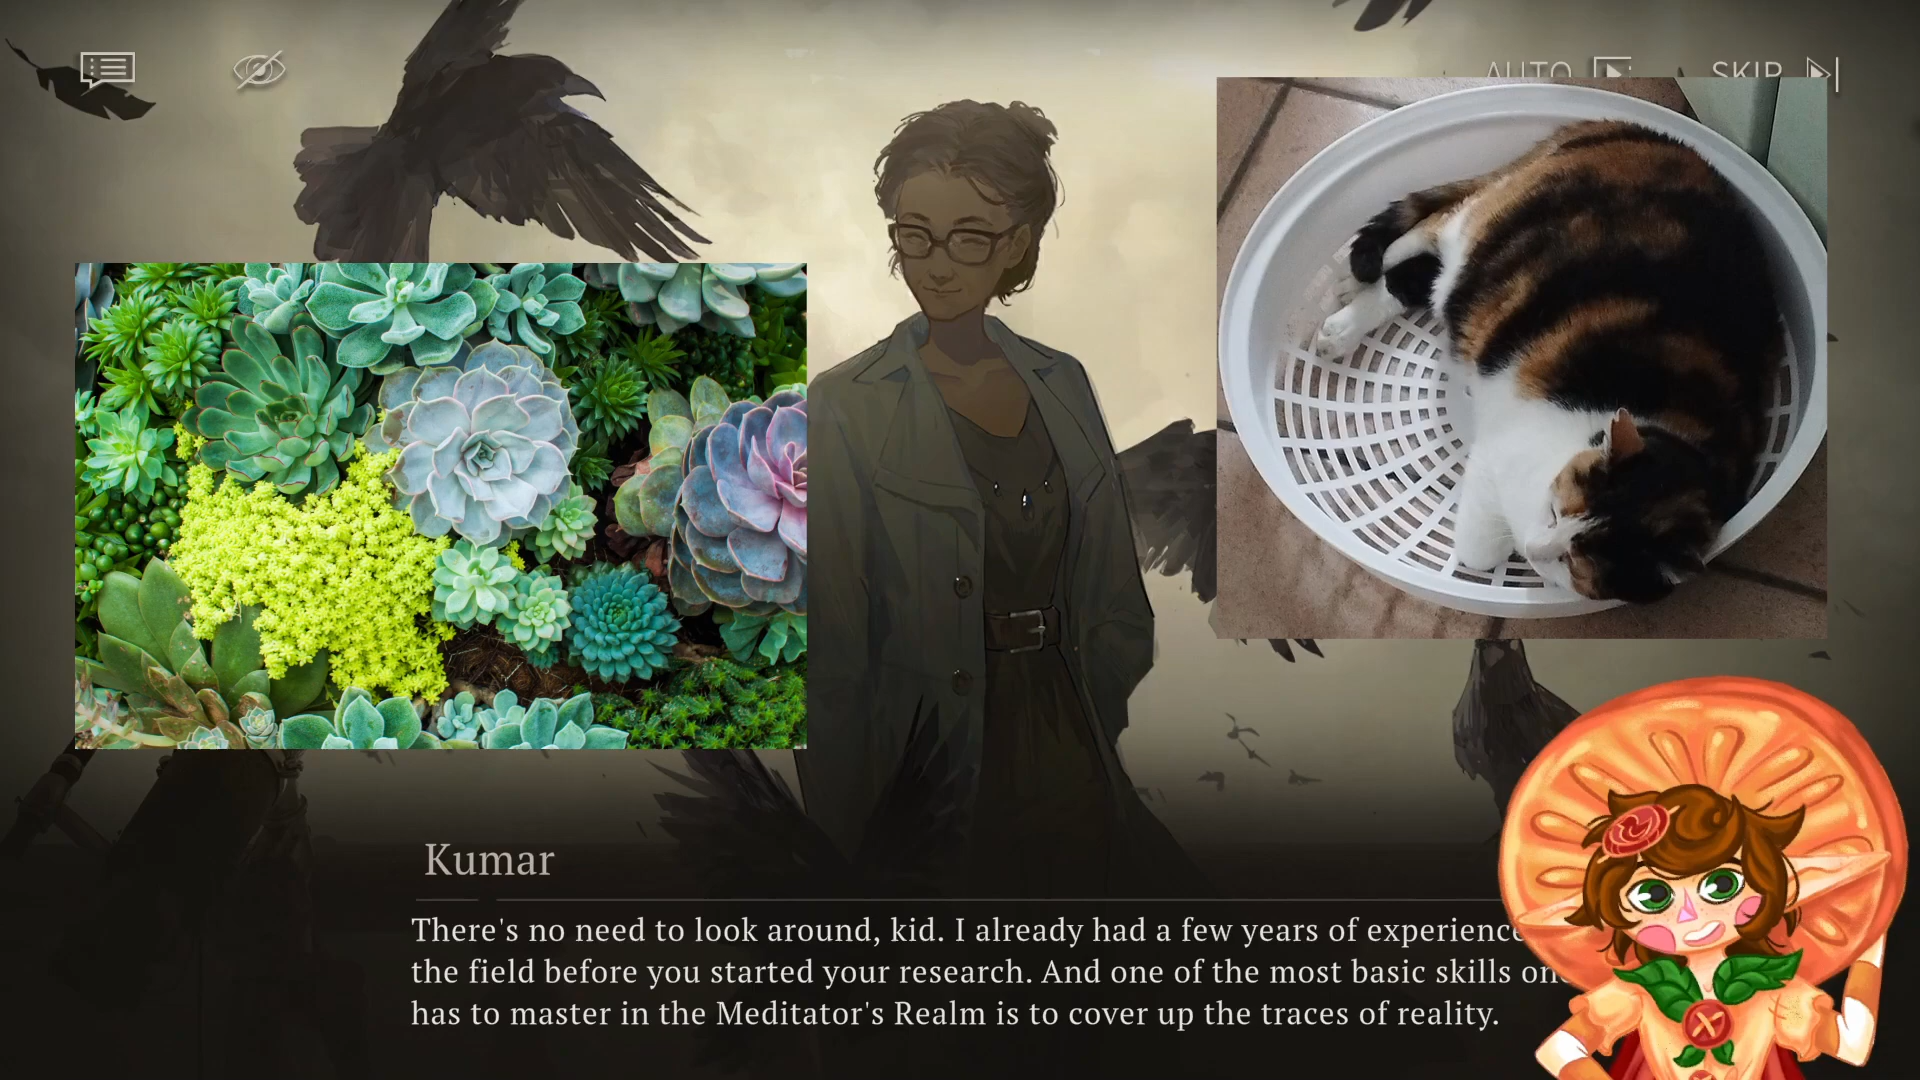 AUTO
SKIP
Kumar
There's no need to look around, kid. I already had a few years of experience
the field before you started your research. And one of the most basic skills
has to master in the Meditator's Realm is to cover up the traces of reality.